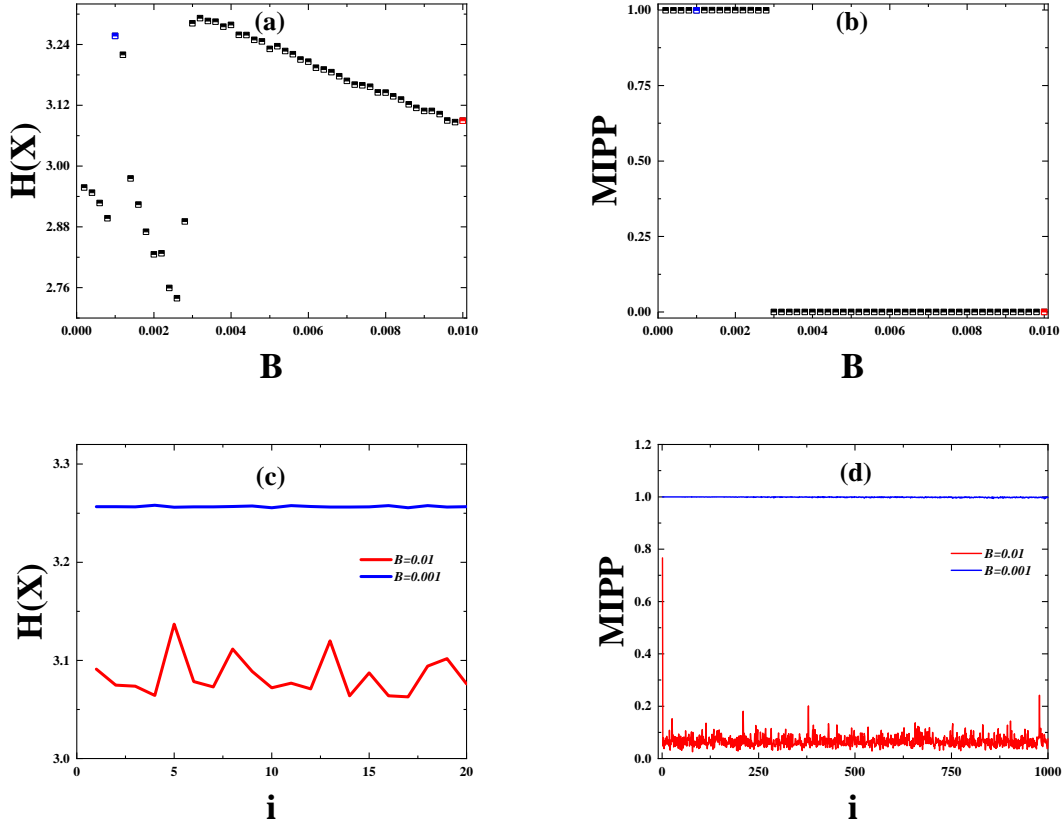 (a)
H(X)
3.24
3.12
3.00
2.88
2.76
0.000 0.002 0.004 0.006 0.008 0.010
B
(b)
MIPP
1.00
0.75
0.50
0.25
0.00
0.000 0.002 0.004 0.006 0.008 0.010
B
(c)
H(X)
3.3
3.2
3.1
3.0
B=0.01
B=0.001
0 5 10 15 20
i
(d)
MIPP
1.2
1.0
0.8
0.6
0.4
0.2
0.0
B=0.01
B=0.001
0 250 500 750 1000
i